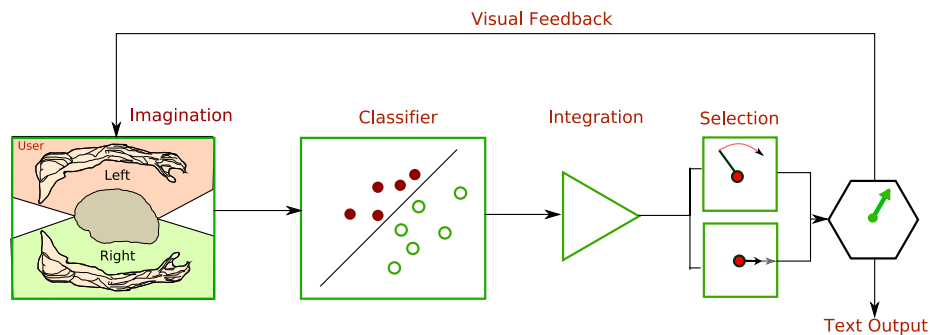 Visual Feedback
Imagination
Classifier
Integration
Selection
User
Left
Right
Text Output